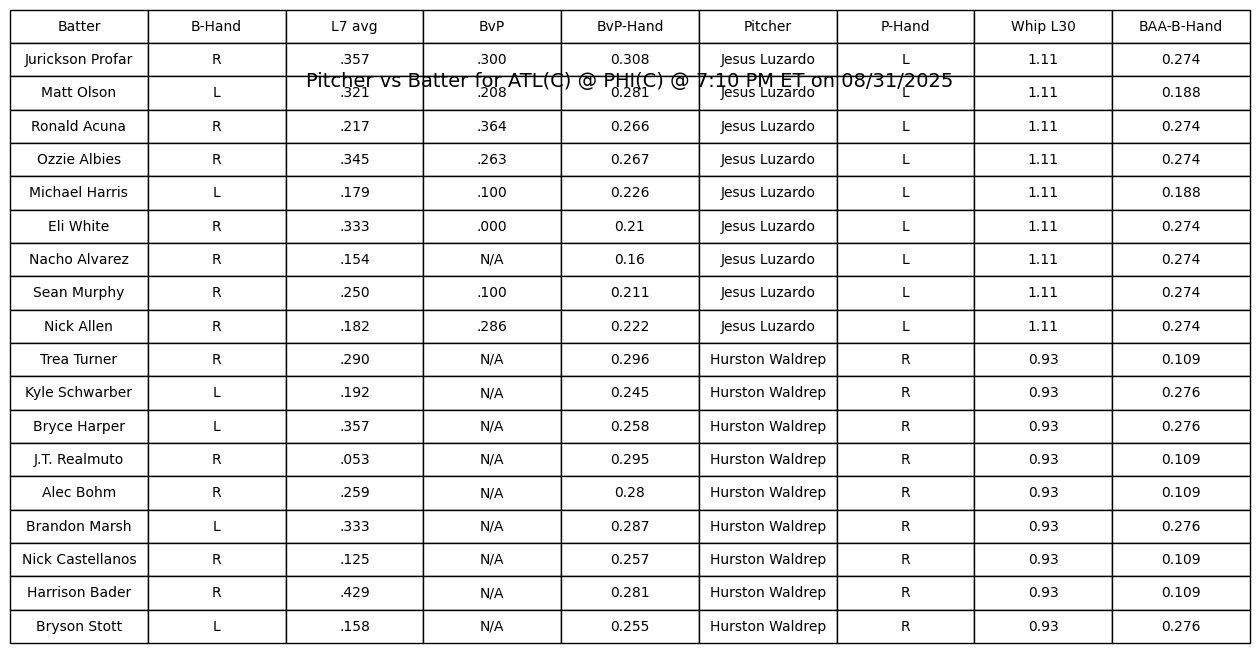 Batter B-Hand L7 avg BvP BvP-Hand Pitcher P-Hand Whip L30 BAA-B-Hand
Jurickson Profar R .357 .300 0.308 Jesus Luzardo L 1.11 0.274
Pitcher vs Batter for ATL(C) @ PHI(C) @ 7:10 PM ET on 08/31/2025
Matt Olson L .321 .208 0.281 Jesus Luzardo L 1.11 0.188
Ronald Acuna R .217 .364 0.266 Jesus Luzardo L 1.11 0.274
Ozzie Albies R .345 .263 0.267 Jesus Luzardo L 1.11 0.274
Michael Harris L .179 .100 0.226 Jesus Luzardo L 1.11 0.188
Eli White R .333 .000 0.21 Jesus Luzardo L 1.11 0.274
Nacho Alvarez R .154 N/A 0.16 Jesus Luzardo L 1.11 0.274
Sean Murphy R .250 .100 0.211 Jesus Luzardo L 1.11 0.274
Nick Allen R .182 .286 0.222 Jesus Luzardo L 1.11 0.274
Trea Turner R .290 N/A 0.296 Hurston Waldrep R 0.93 0.109
Kyle Schwarber L .192 N/A 0.245 Hurston Waldrep R 0.93 0.276
Bryce Harper L .357 N/A 0.258 Hurston Waldrep R 0.93 0.276
J.T. Realmuto R .053 N/A 0.295 Hurston Waldrep R 0.93 0.109
Alec Bohm R .259 N/A 0.28 Hurston Waldrep R 0.93 0.109
Brandon Marsh L .333 N/A 0.287 Hurston Waldrep R 0.93 0.276
Nick Castellanos R .125 N/A 0.257 Hurston Waldrep R 0.93 0.109
Harrison Bader R .429 N/A 0.281 Hurston Waldrep R 0.93 0.109
Bryson Stott L .158 N/A 0.255 Hurston Waldrep R 0.93 0.276